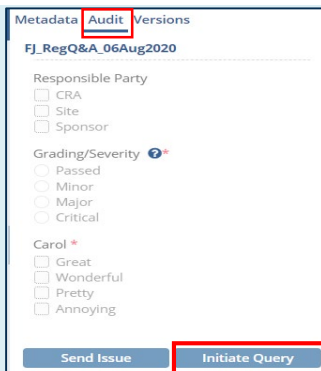 Metadata Audit Versions
FJ_RegQ&A_06Aug2020
Responsible Party
CRA
Site
Sponsor
Grading/Severity ?*
Passed
Minor
Major
Critical
Carol *
Great
Wonderful
Pretty
Annoying
Send Issue Initiate Query